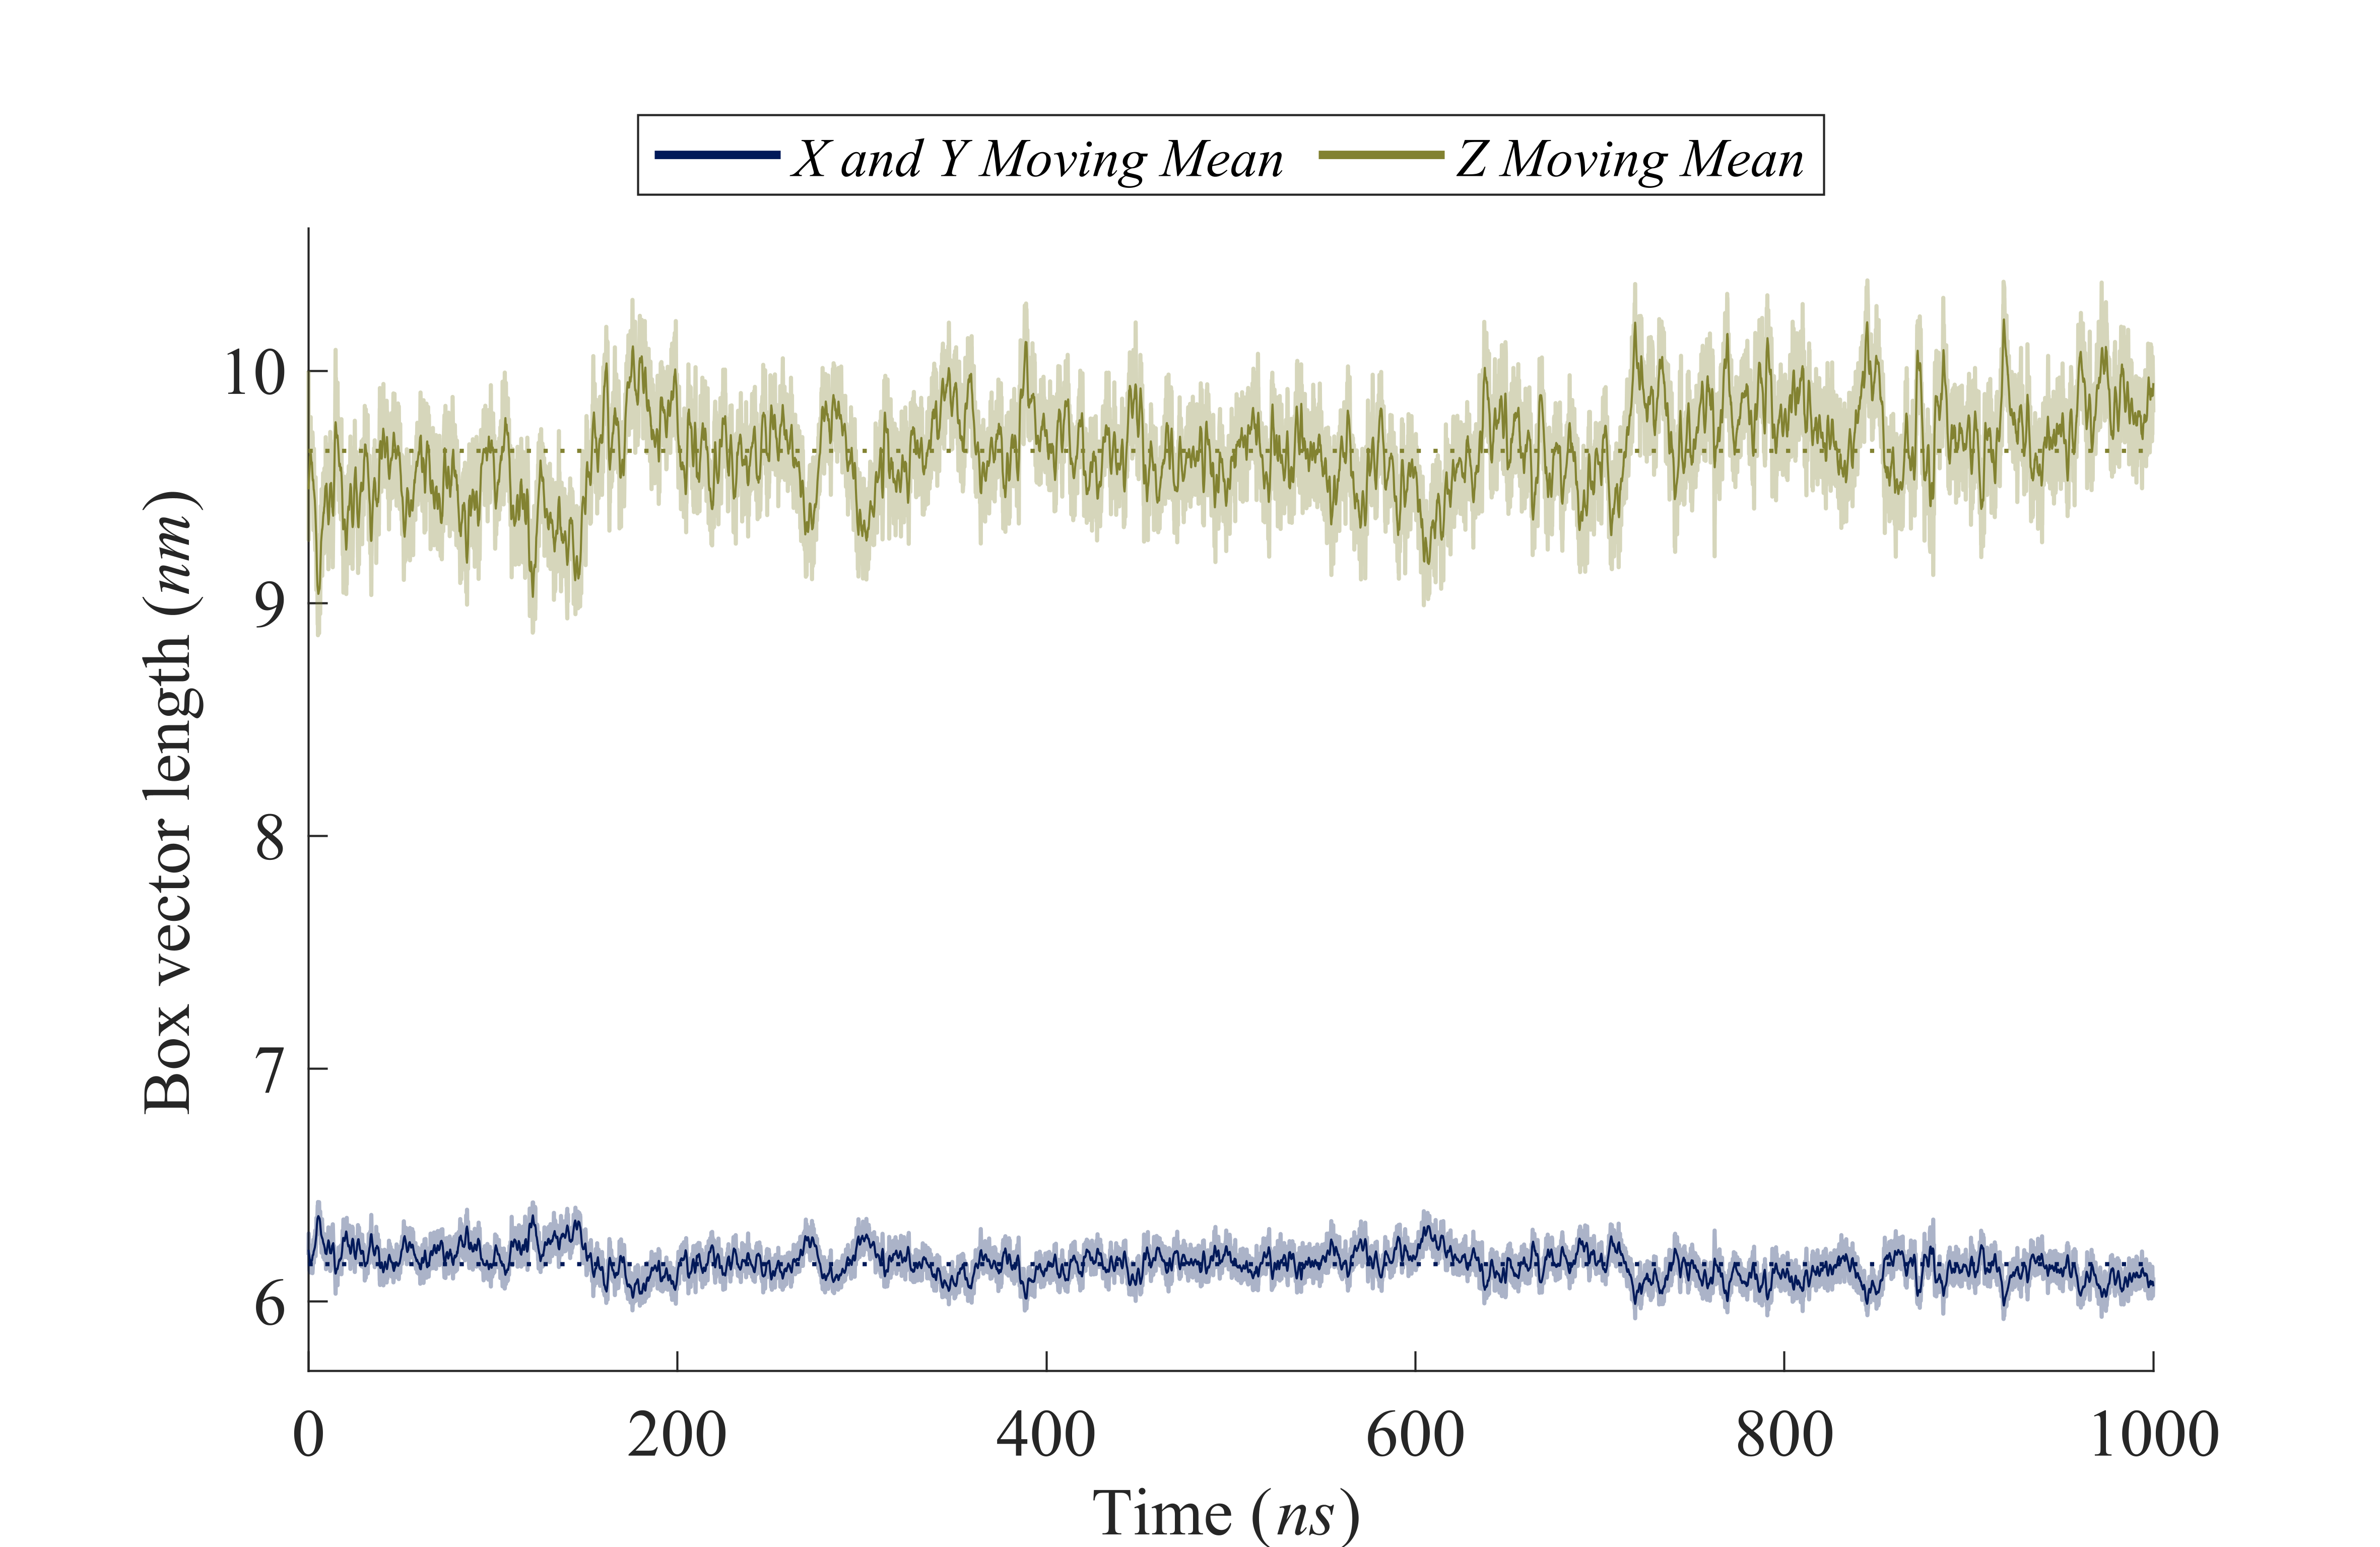 X and Y Moving Mean Z Moving Mean
10
9
8
7
6
Box vector length (nm)
0 200 400 600 800 1000
Time (ns)